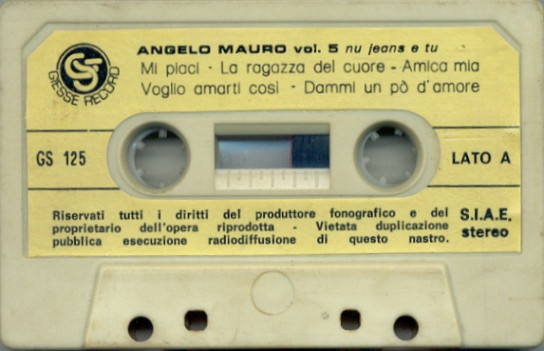 ANGELO MAURO vol. 5 nu jeans e tu
Mi piaci · La ragazza del cuore - Amica mia
Voglio amarti così · Dammi un pò d'amore
GS
GIESSE RECORD
GS 125
LATO A
Riservati tutti i diritti del produttore fonografico e del
proprietario dell'opera riprodotta - Vietata duplicazione
pubblica esecuzione radiodiffusione di questo nastro.
S.I.A.E.
stereo